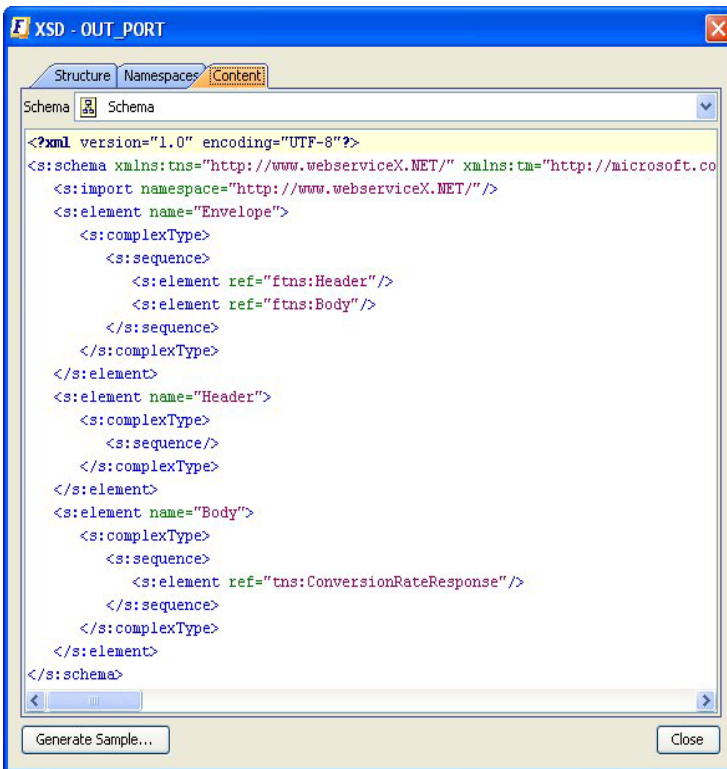 XSD - OUT_PORT
Structure Namespaces Content
Schema Schema
<?xml version="1.0" encoding="UTF-8"?>
<s:schema xmlns:tns="http://www.webserviceX.NET/" xmlns:tm="http://microsoft.co
<s:import namespace="http://www.webserviceX.NET/"/>
<s:element name="Envelope">
<s:complexType>
<s:sequence>
<s:element ref="ftns:Header"/>
<s:element ref="ftns:Body"/>
</s:sequence>
</s:complexType>
</s:element>
<s:element name="Header">
<s:complexType>
<s:sequence/>
</s:complexType>
</s:element>
<s:element name="Body">
<s:complexType>
<s:sequence>
<s:element ref="tns:ConversionRateResponse"/>
</s:sequence>
</s:complexType>
</s:element>
</s:schema>
Generate Sample... Close